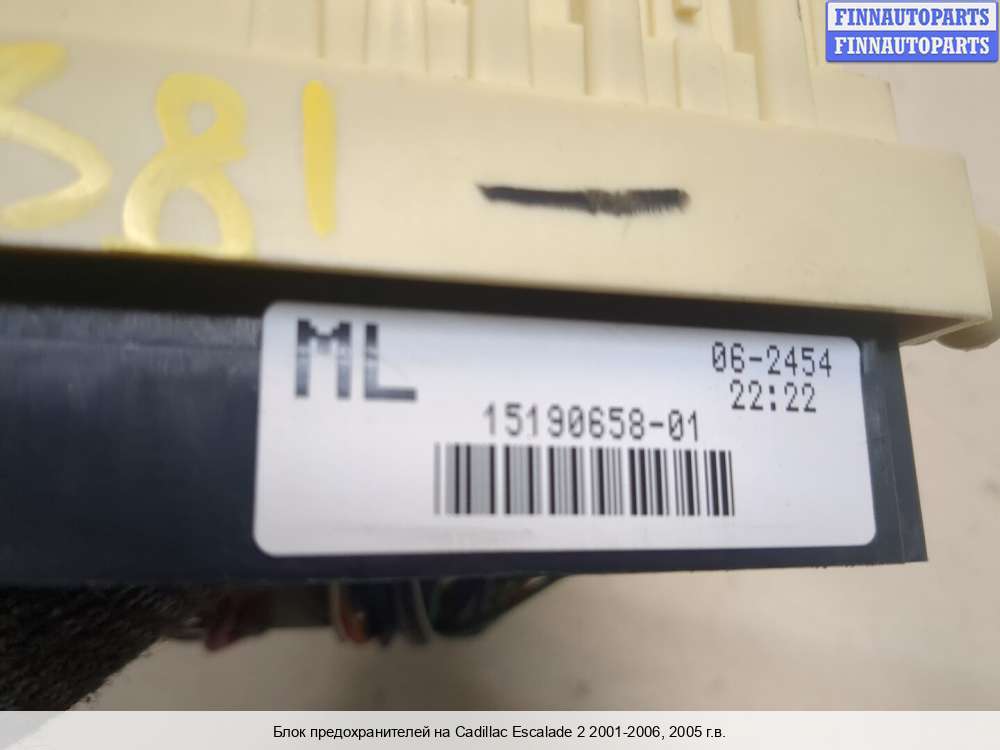 FINNAUTOPARTS
FINNAUTOPARTS
381
ML
06-2454
22:22
15190658-01
Блок предохранителей на Cadillac Escalade 2 2001-2006, 2005 г.в.